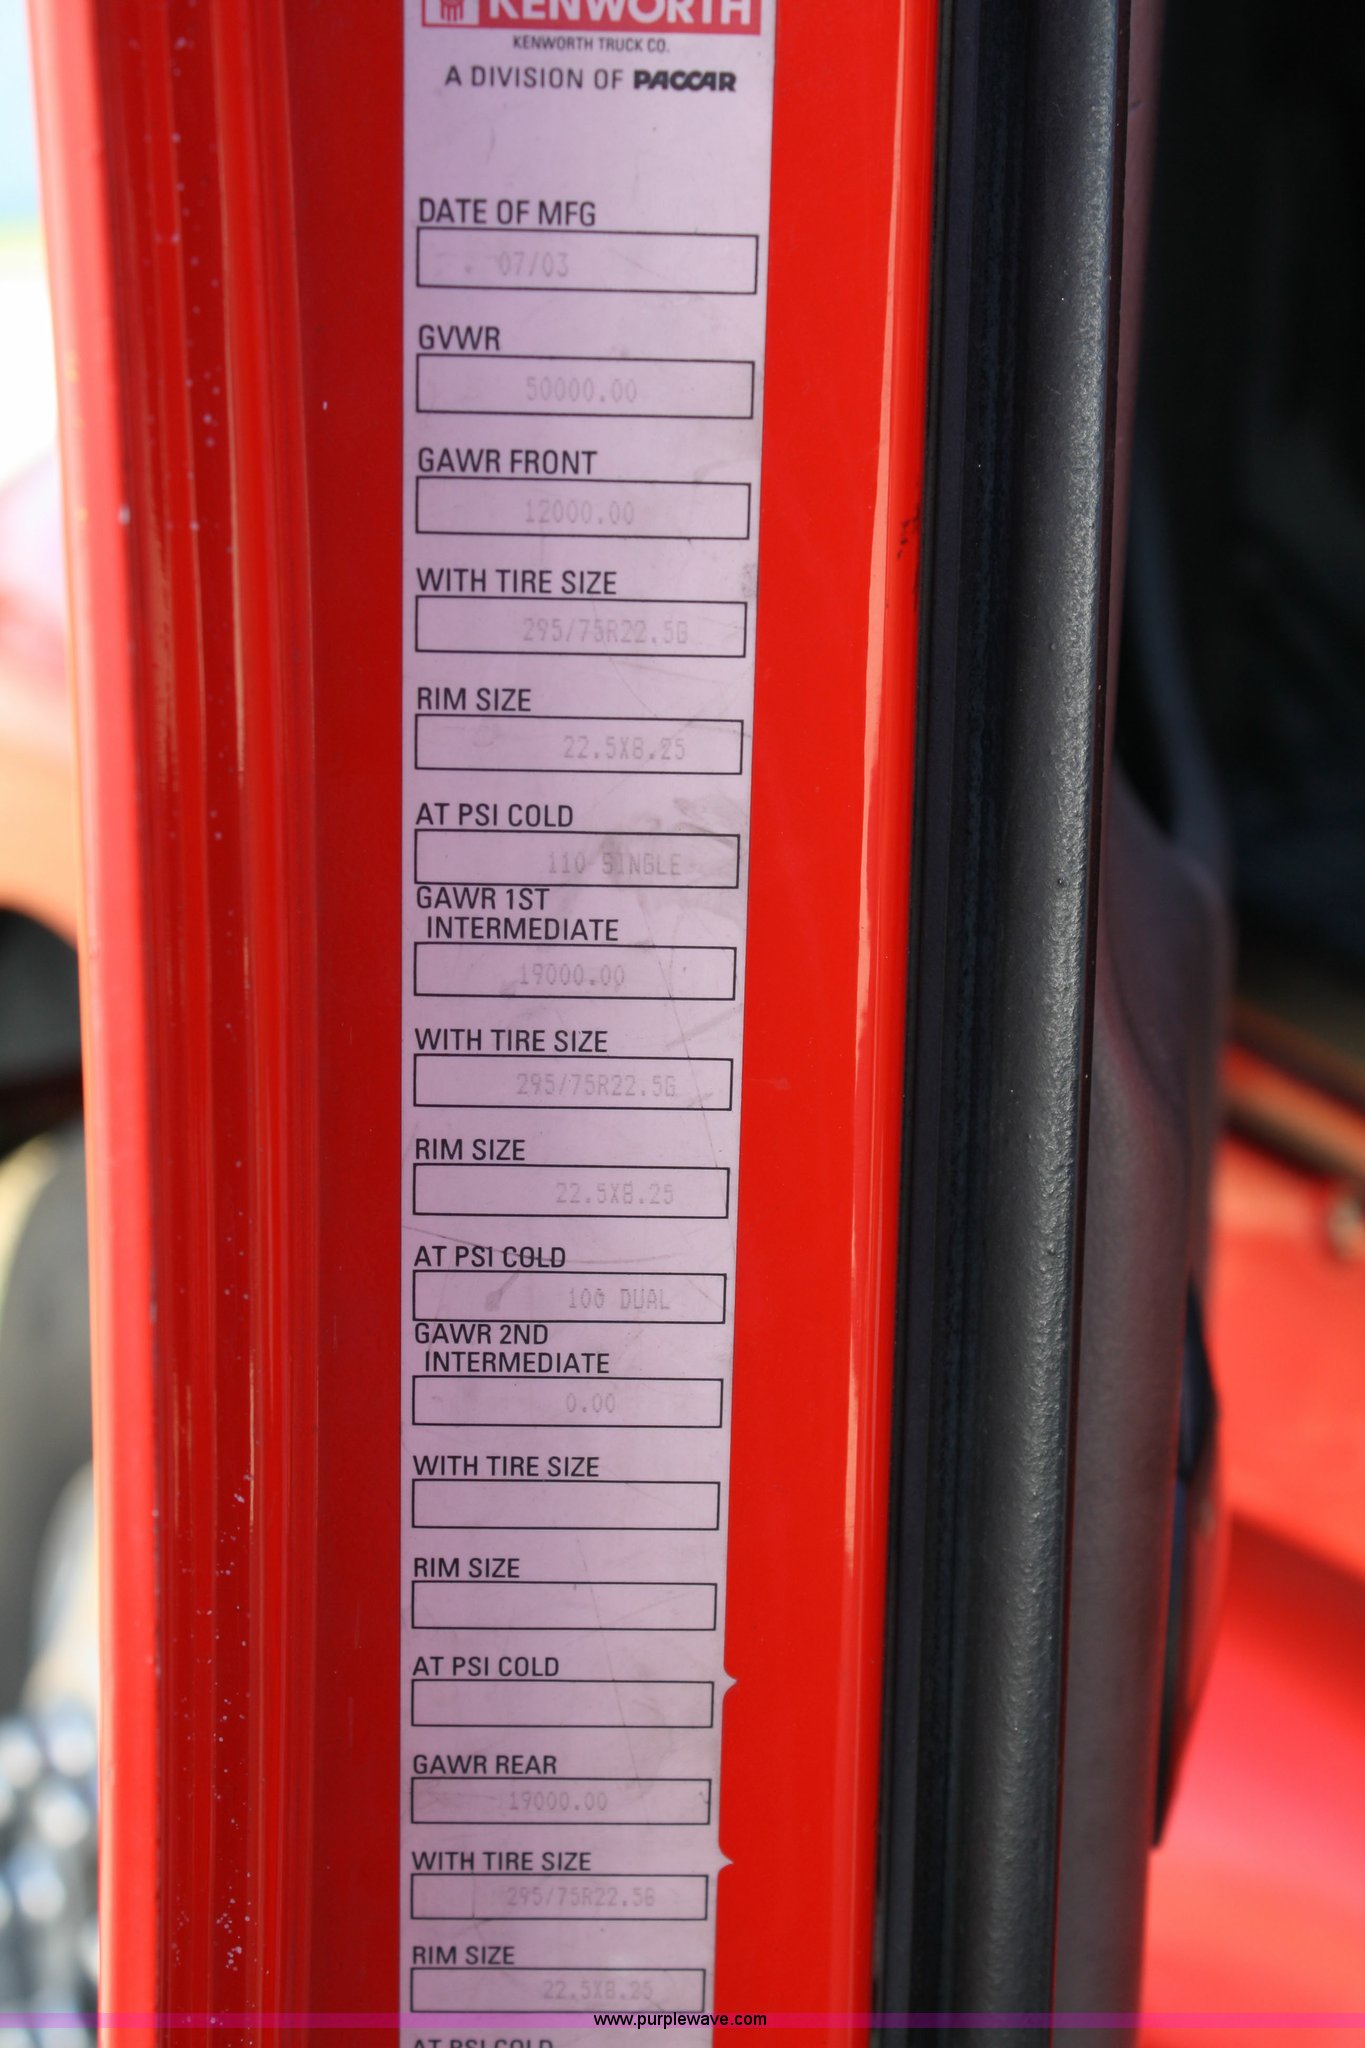 KENWORTH
KENWORTH TRUCK CO.
A DIVISION OF PACCAR
DATE OF MFG
07/03
GVWR
50000.00
GAWR FRONT
12000.00
WITH TIRE SIZE
295/75R22.5G
RIM SIZE
22.5X8.25
AT PSI COLD
110 SINGLE
GAWR 1ST
INTERMEDIATE
19000.00
WITH TIRE SIZE
295/75R22.5G
RIM SIZE
22.5X8.25
AT PSI COLD
100 DUAL
GAWR 2ND
INTERMEDIATE
0.00
WITH TIRE SIZE
RIM SIZE
AT PSI COLD
GAWR REAR
19000.00
WITH TIRE SIZE
295/75R22.5G
RIM SIZE
22.5X8.25
www.purplewave.com
AT PSI COLD